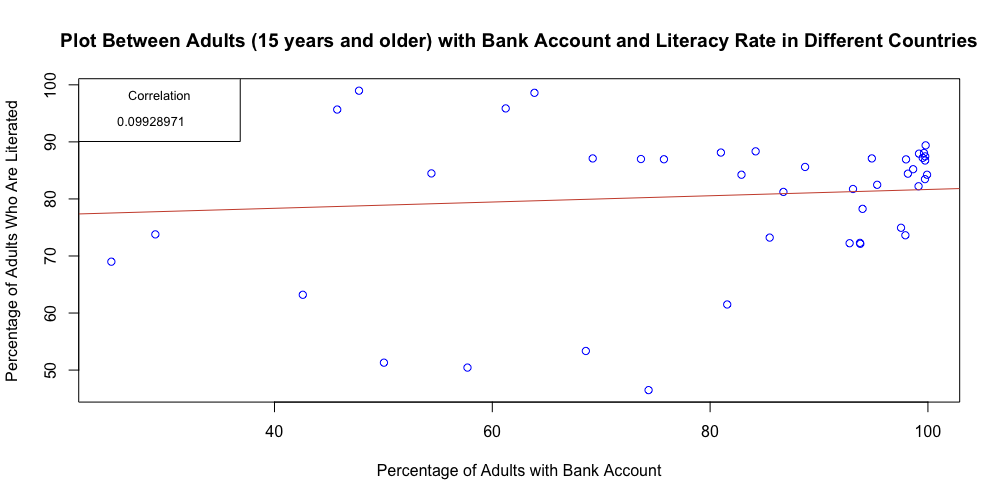 Plot Between Adults (15 years and older) with Bank Account and Literacy Rate in Different Countries
Correlation
0.09928971
Percentage of Adults Who Are Literated
100
90
80
70
60
50
40
60
80
100
Percentage of Adults with Bank Account